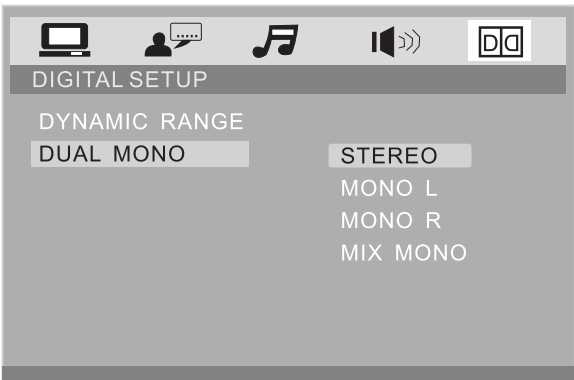 DIGITAL SETUP
DYNAMIC RANGE
DUAL MONO
STEREO
MONO L
MONO R
MIX MONO